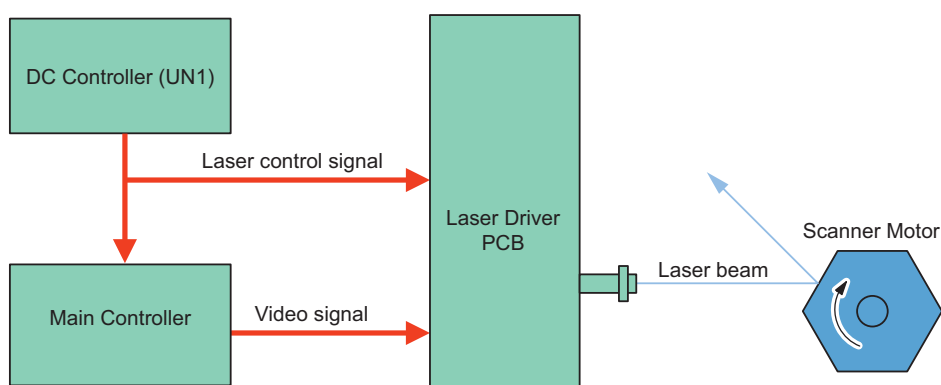 DC Controller (UN1)
Laser control signal
Laser Driver
PCB
Scanner Motor
Laser beam
Main Controller
Video signal